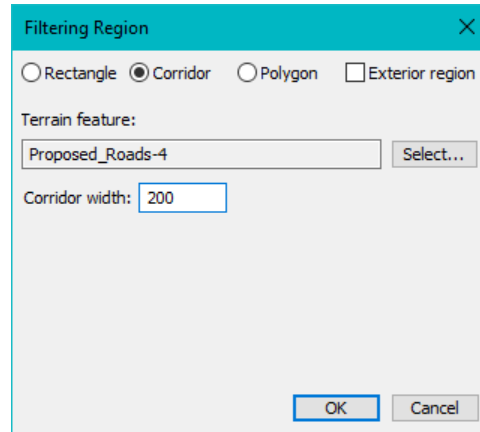 Filtering Region
Rectangle Corridor Polygon Exterior region
Terrain feature:
Proposed_Roads-4 Select...
Corridor width: 200
OK Cancel